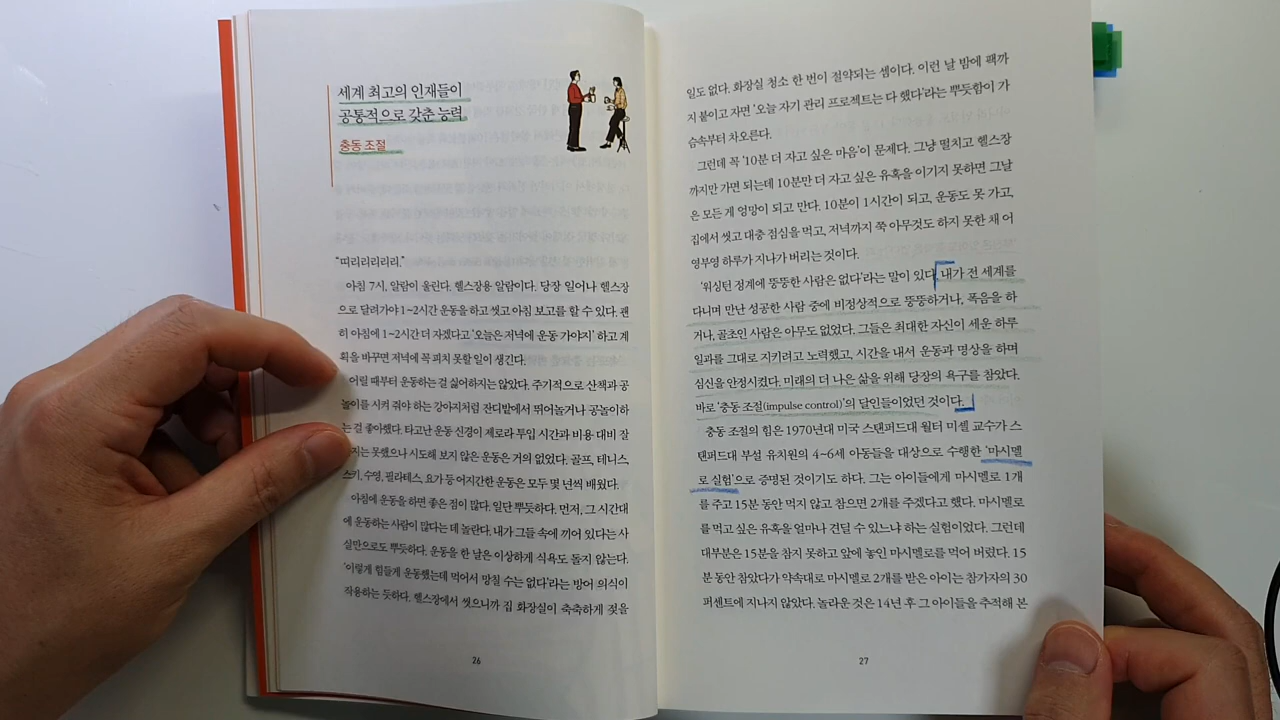 세계 최고의 인재들이
공통적으로 갖춘 능력
충동 조절
"띠리리리리리."
아침 7시, 알람이 울린다. 헬스장용 알람이다. 당장 일어나 헬스장
으로 달려가야 1~2시간 운동을 하고 씻고 아침 보고를 할 수 있다. 괜
히 아침에 1~2시간 더 자겠다고 '오늘은 저녁에 운동 가야지' 하고 계
획을 바꾸면 저녁에 꼭 펴치 못할 일이 생긴다.
어릴 때부터 운동하는 걸 싫어하지는 않았다. 주기적으로 산책과 공
놀이를 시켜 줘야 하는 강아지처럼 잔디밭에서 뛰어놀거나 공놀이하
는 걸 좋아했다. 타고난 운동 신경이 제로라 투입 시간과 비용 대비 잘
지는 못했으나 시도해 보지 않은 운동은 거의 없었다. 골프, 테니스,
스키, 수영, 필라테스, 요가 등 어지간한 운동은 모두 몇 년씩 배웠다.
아침에 운동을 하면 좋은 점이 많다. 일단 뿌듯하다. 먼저, 그 시간대
에 운동하는 사람이 많다는 데 놀란다. 내가 그들 속에 끼어 있다는 사
실만으로도 뿌듯하다. 운동을 한 날은 이상하게 식욕도 돌지 않는다.
'이렇게 힘들게 운동했는데 먹어서 망칠 수는 없다'라는 방어 의식이
작용하는 듯하다. 헬스장에서 씻으니까 집 화장실이 축축하게 젖을
26
일도 없다. 화장실 청소 한 번이 절약되는 셈이다. 이런 날 밤에 팩까
지 붙이고 자면 '오늘 자기 관리 프로젝트는 다 했다'라는 뿌듯함이 가
슴속부터 차오른다.
그런데 꼭 '10분 더 자고 싶은 마음'이 문제다. 그냥 떨치고 헬스장
까지만 가면 되는데 10분만 더 자고 싶은 유혹을 이기지 못하면 그날
은 모든 게 엉망이 되고 만다. 10분이 1시간이 되고, 운동도 못 가고,
집에서 씻고 대충 점심을 먹고, 저녁까지 쭉 아무것도 하지 못한 채 어
영부영 하루가 지나가 버리는 것이다.
'워싱턴 정계에 뚱뚱한 사람은 없다'라는 말이 있다. 내가 전 세계를
다니며 만난 성공한 사람 중에 비정상적으로 뚱뚱하거나, 폭음을 하
거나, 골초인 사람은 아무도 없었다. 그들은 최대한 자신이 세운 하루
일과를 그대로 지키려고 노력했고, 시간을 내서 운동과 명상을 하며
심신을 안정시켰다. 미래의 더 나은 삶을 위해 당장의 욕구를 참았다.
바로 '충동 조절(impulse control)'의 달인들이었던 것이다.
충동 조절의 힘은 1970년대 미국 스탠퍼드대 월터 미셸 교수가 스
탠퍼드대 부설 유치원의 4~6세 아동들을 대상으로 수행한 '마시멜
로 실험'으로 증명된 것이기도 하다. 그는 아이들에게 마시멜로 1개
를 주고 15분 동안 먹지 않고 참으면 2개를 주겠다고 했다. 마시멜로
를 먹고 싶은 유혹을 얼마나 견딜 수 있느냐 하는 실험이었다. 그런데
대부분은 15분을 참지 못하고 앞에 놓인 마시멜로를 먹어 버렸다. 15
분 동안 참았다가 약속대로 마시멜로 2개를 받은 아이는 참가자의 30
퍼센트에 지나지 않았다. 놀라운 것은 14년 후 그 아이들을 추적해 본
27